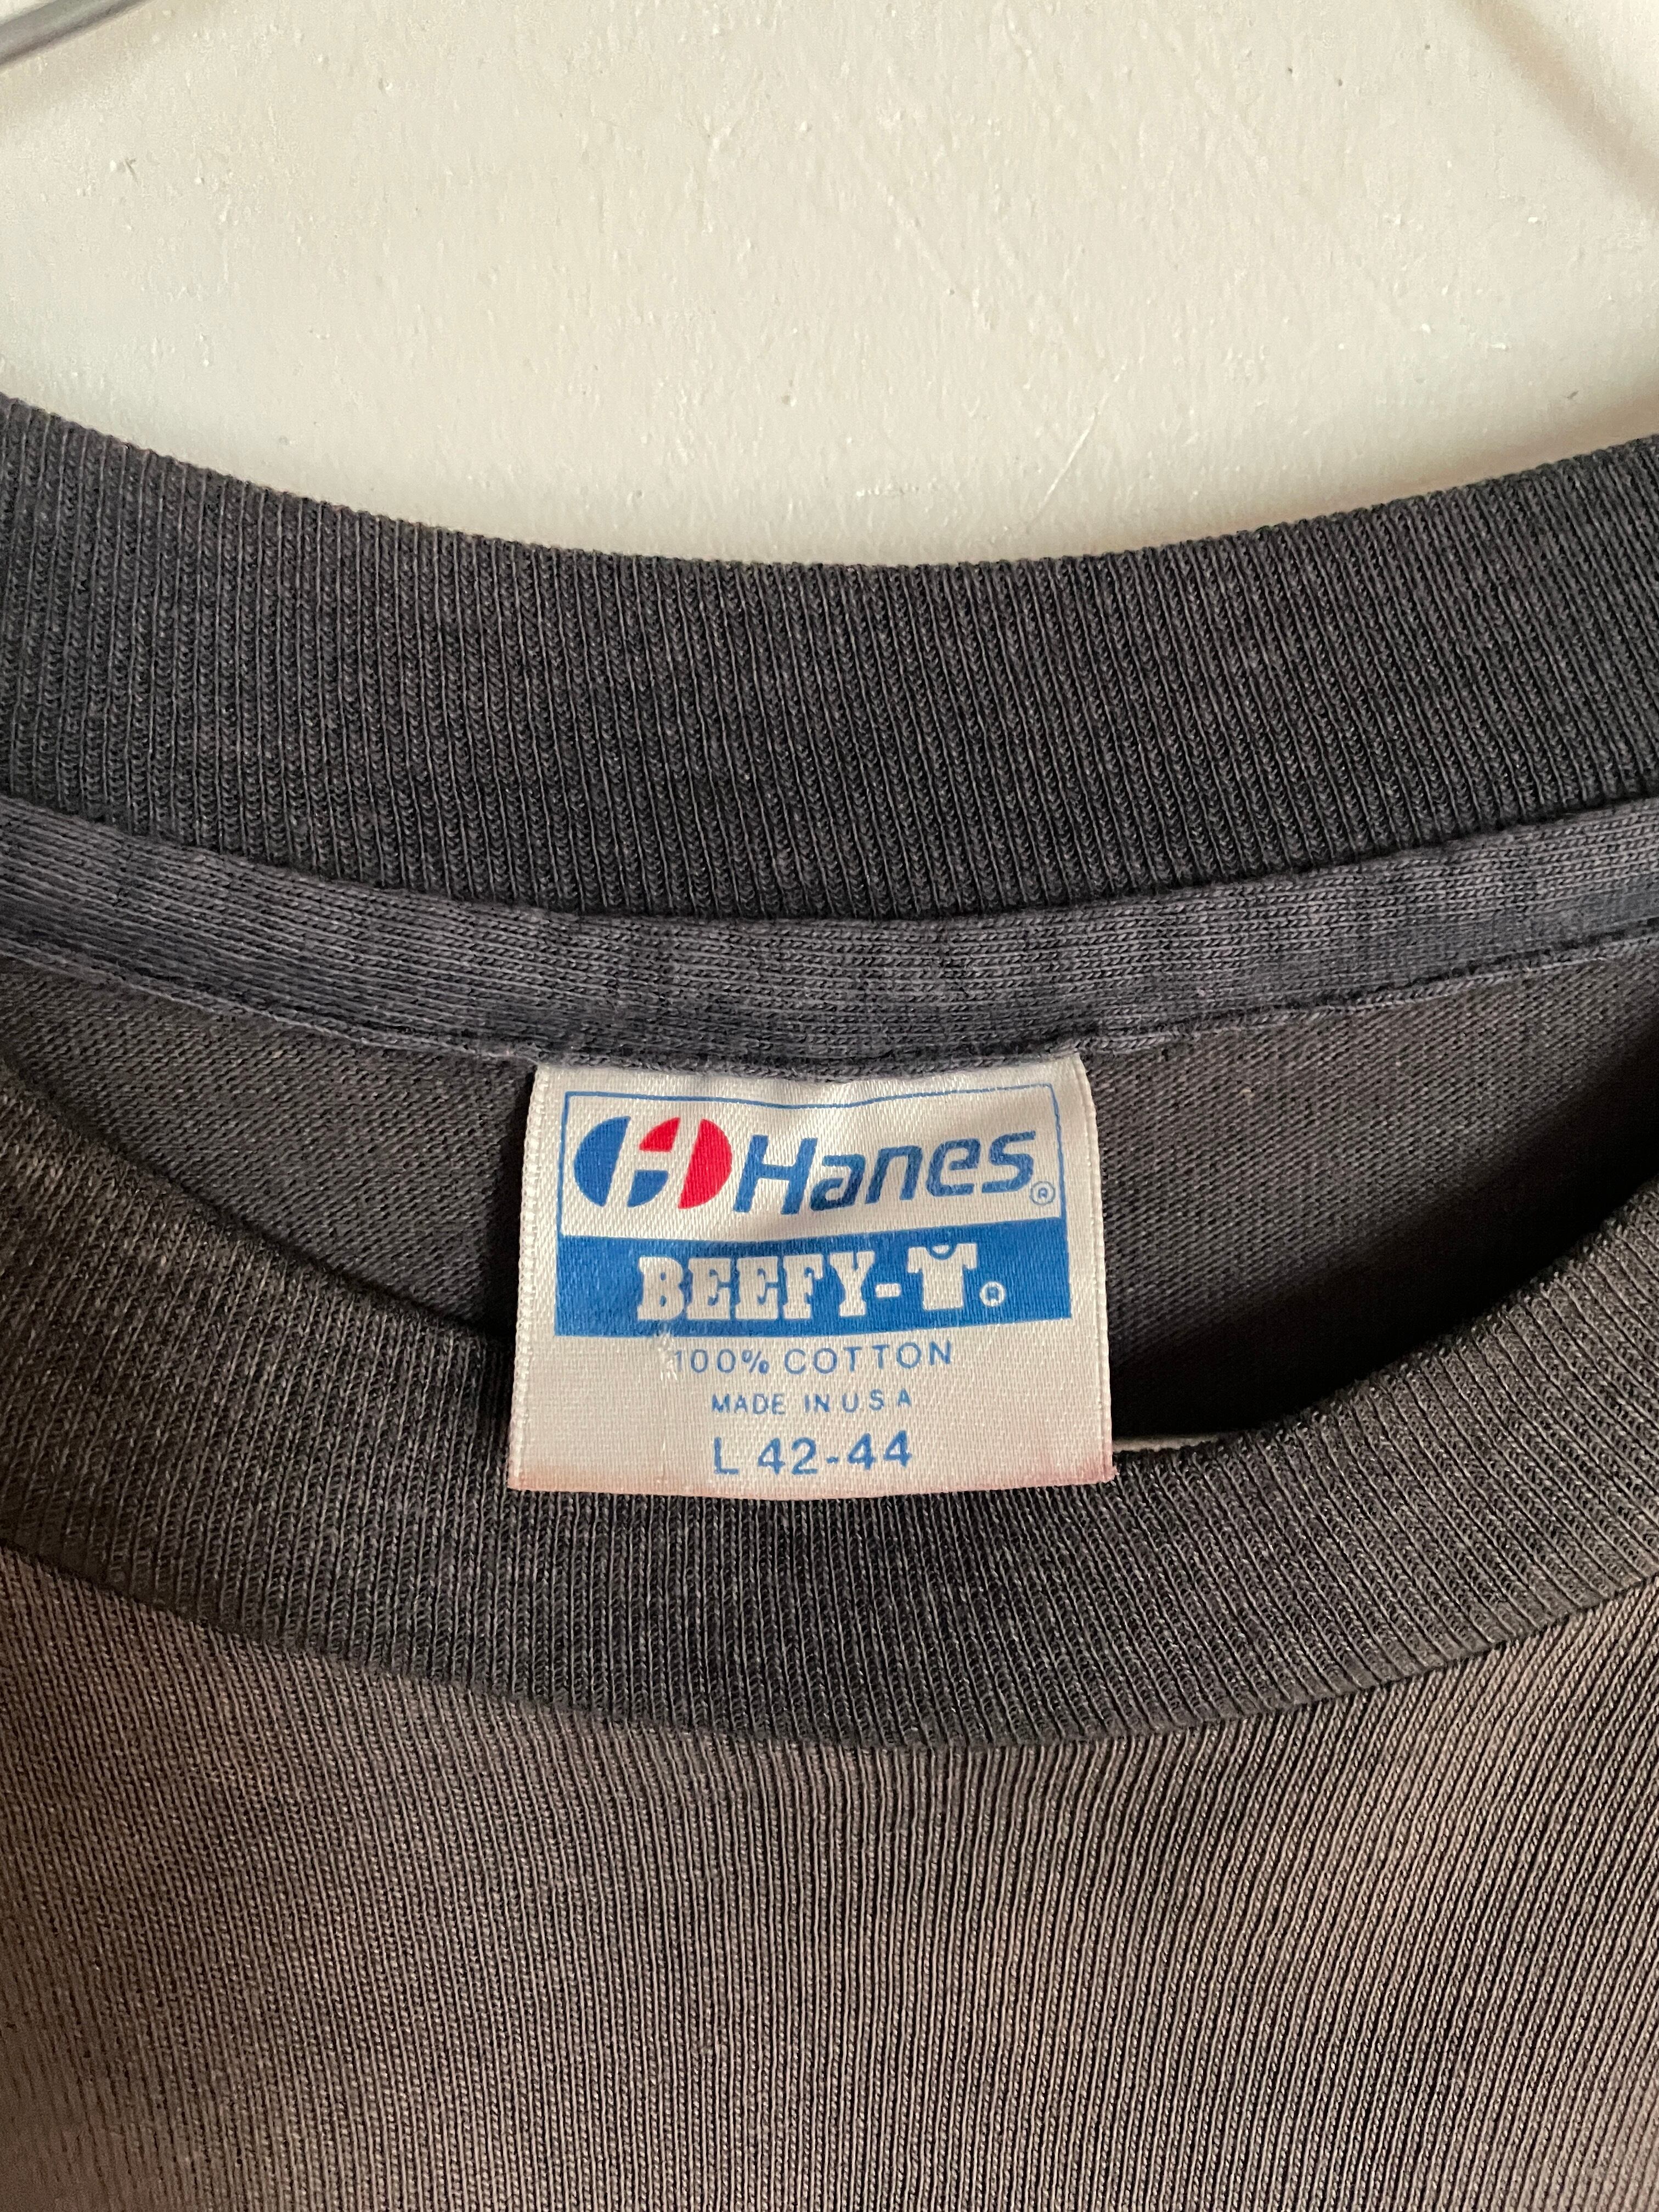 H Hanes®
BEEFY-T®
100% COTTON
MADE IN U S A
L 42-44